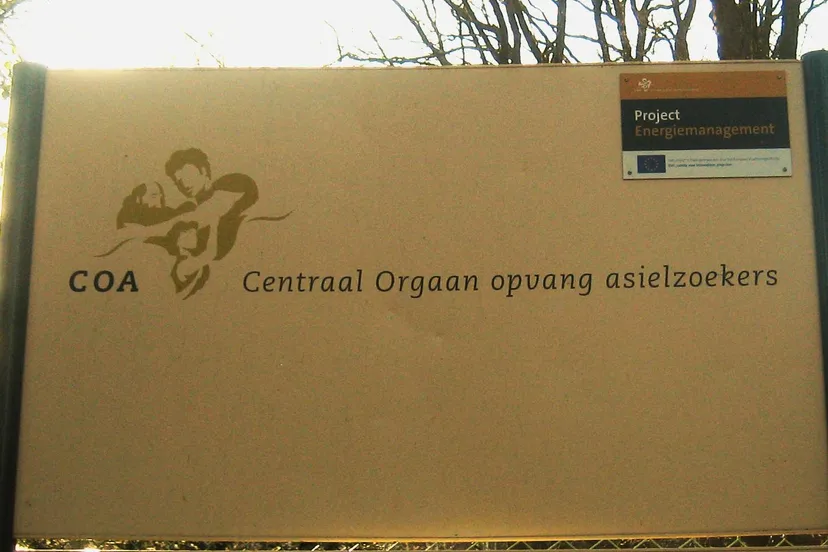 Project
Energiemanagement
COA Centraal Orgaan opvang asielzoekers